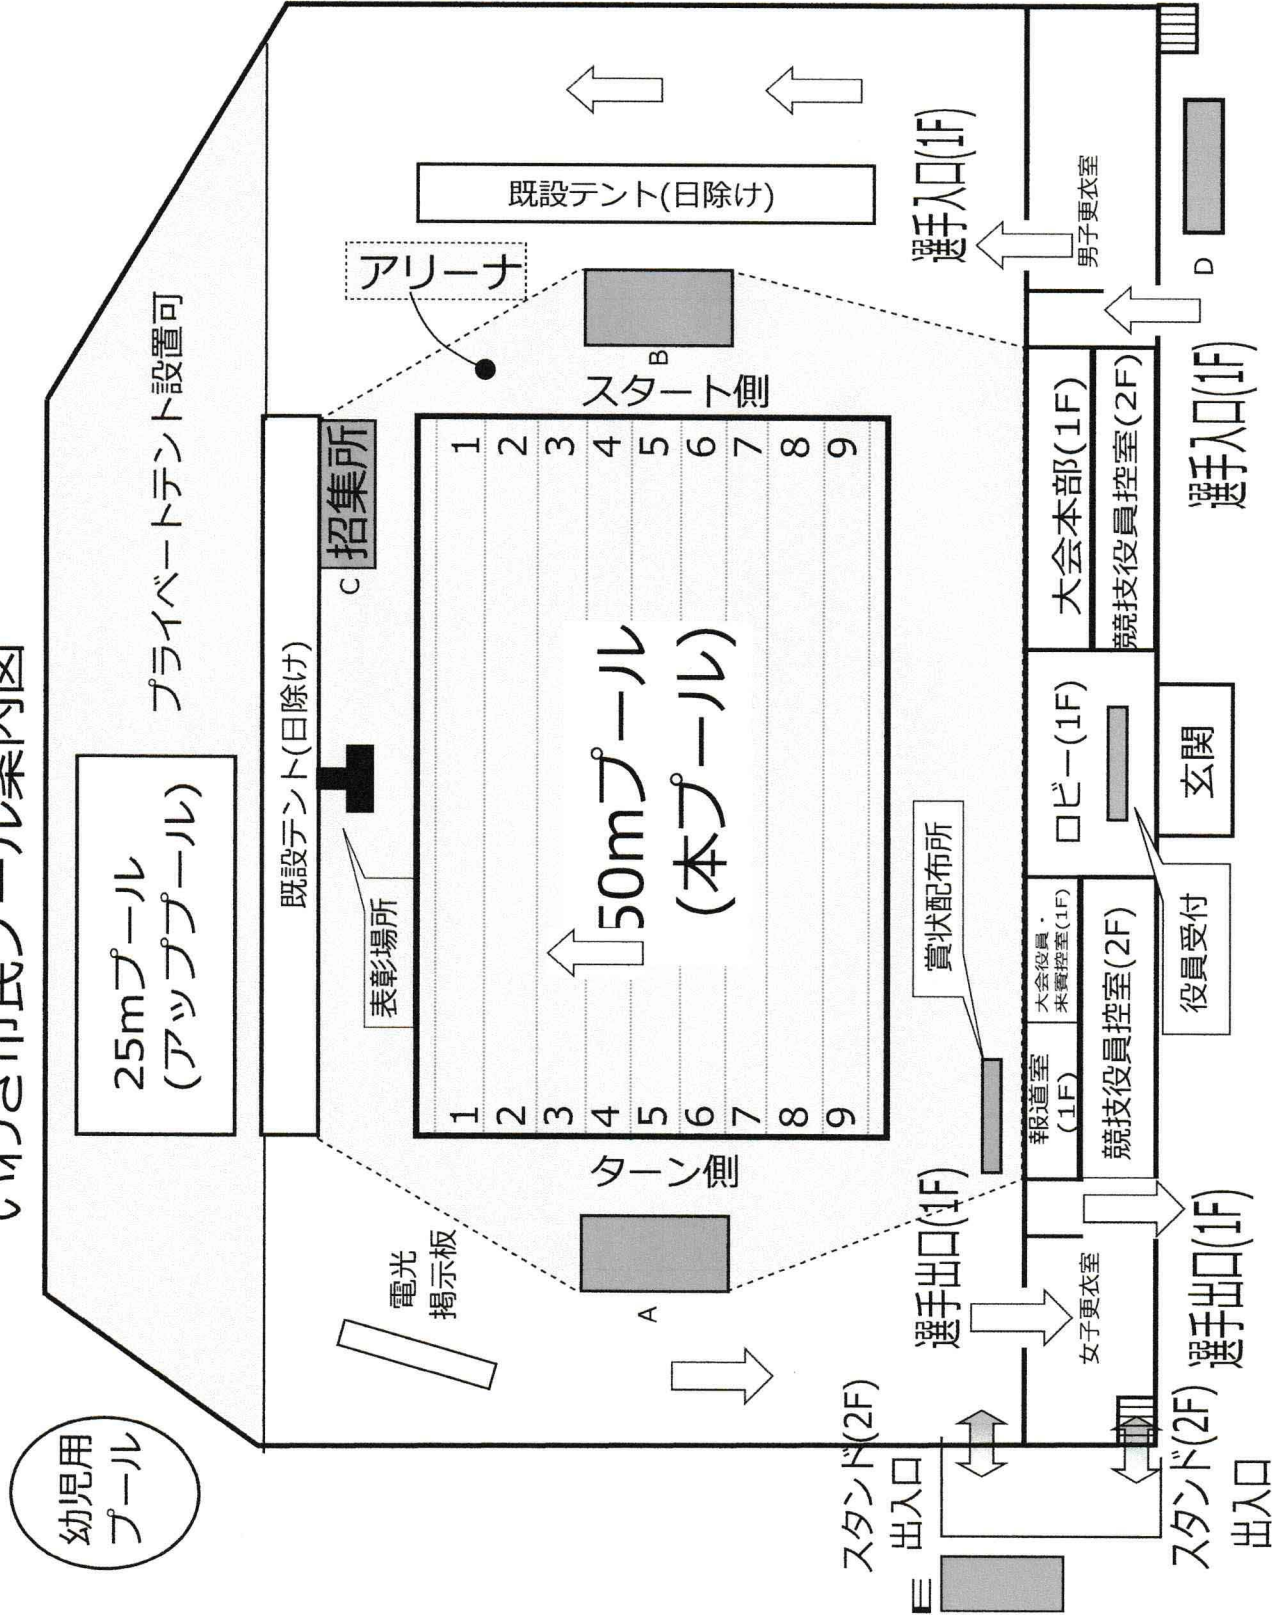 いわき市民プール案内図
幼児用
プール
25mプール
(アッププール)
プライベートテント設置可
既設テント(日除け)
表彰場所
C
招集所
アリーナ
電光
掲示板
既設テント(日除け)
1
2
3
4
5
6
7
8
9
1
2
3
4
5
6
7
8
9
50mプール
(本プール)
A
ターン側
スタート側
B
賞状配布所
スタンド(2F)
出入口
E
選手出口(1F)
選手入口(1F)
女子更衣室
報道室
(1F)
大会役員・
来賓控室(1F)
競技役員控室(2F)
ロビー(1F)
大会本部(1F)
競技役員控室(2F)
男子更衣室
スタンド(2F)
出入口
選手出口(1F)
役員受付
玄関
選手入口(1F)
D